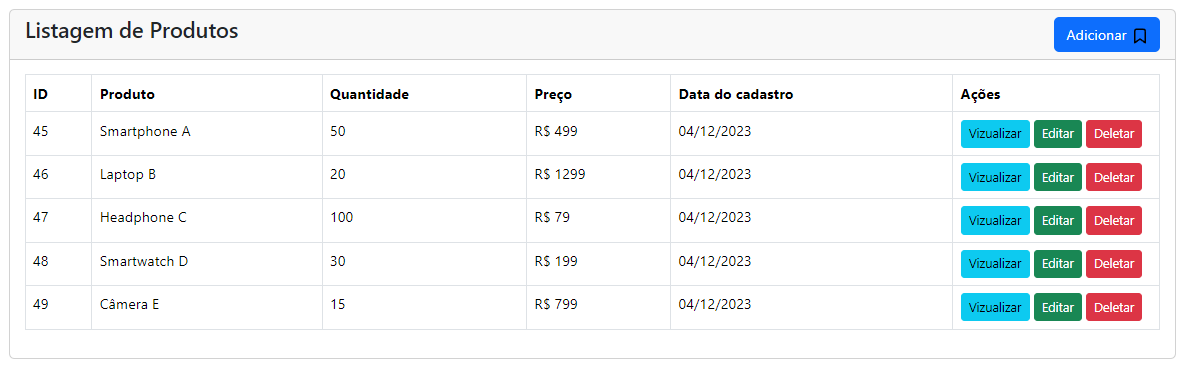 Listagem de Produtos
Adicionar
ID Produto Quantidade Preço Data do cadastro Ações
45 Smartphone A 50 R$ 499 04/12/2023 Vizualizar Editar Deletar
46 Laptop B 20 R$ 1299 04/12/2023 Vizualizar Editar Deletar
47 Headphone C 100 R$ 79 04/12/2023 Vizualizar Editar Deletar
48 Smartwatch D 30 R$ 199 04/12/2023 Vizualizar Editar Deletar
49 Câmera E 15 R$ 799 04/12/2023 Vizualizar Editar Deletar